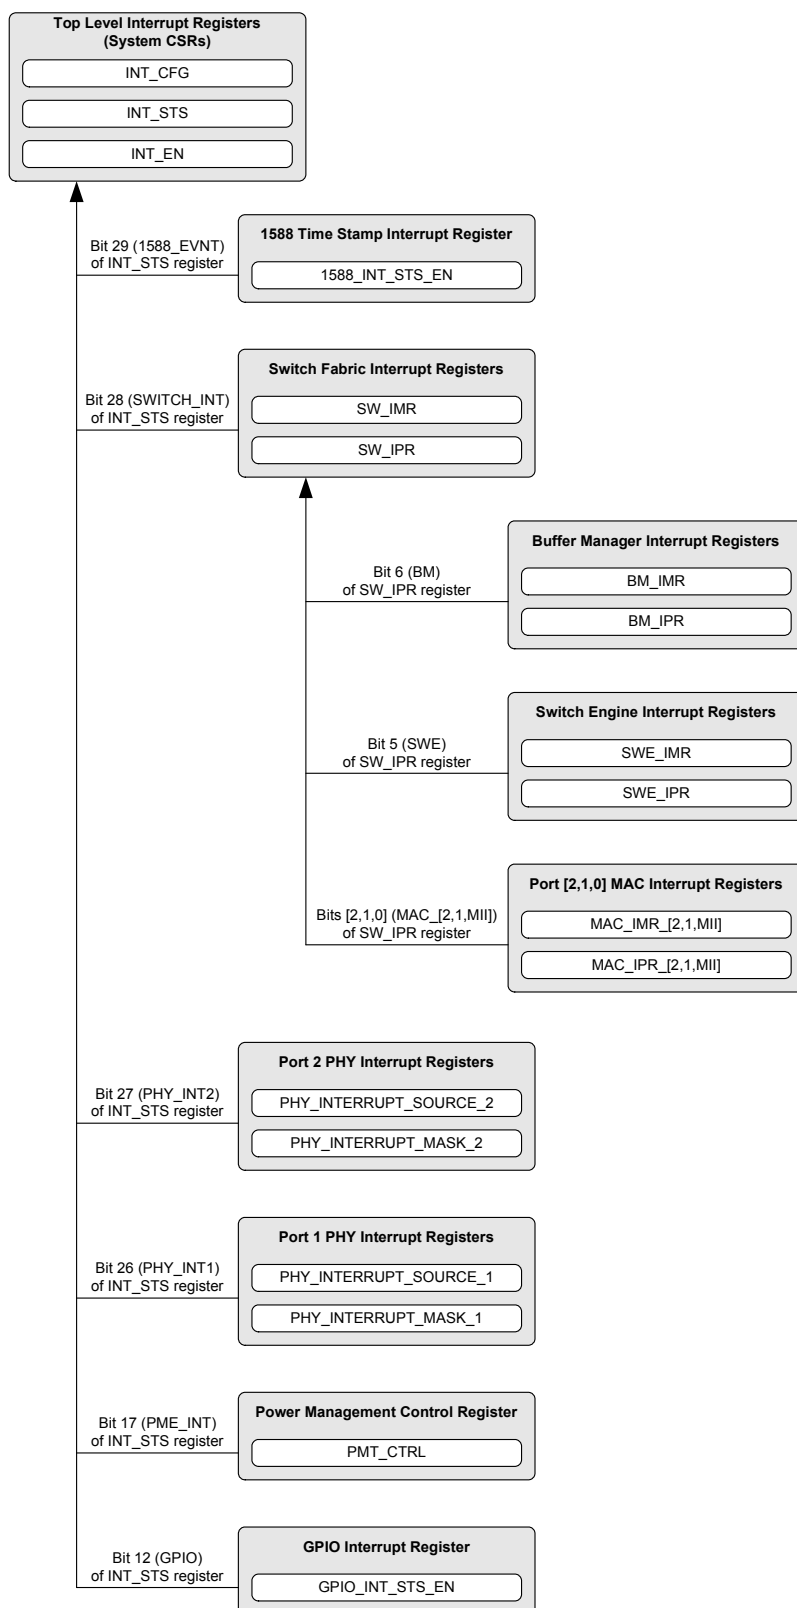 Top Level Interrupt Registers
(System CSRs)
INT_CFG
INT_STS
INT_EN
Bit 29 (1588_EVNT)
of INT_STS register
1588 Time Stamp Interrupt Register
1588_INT_STS_EN
Bit 28 (SWITCH_INT)
of INT_STS register
Switch Fabric Interrupt Registers
SW_IMR
SW_IPR
Bit 6 (BM)
of SW_IPR register
Buffer Manager Interrupt Registers
BM_IMR
BM_IPR
Bit 5 (SWE)
of SW_IPR register
Switch Engine Interrupt Registers
SWE_IMR
SWE_IPR
Bits [2,1,0] (MAC_[2,1,MII])
of SW_IPR register
Port [2,1,0] MAC Interrupt Registers
MAC_IMR_[2,1,MII]
MAC_IPR_[2,1,MII]
Bit 27 (PHY_INT2)
of INT_STS register
Port 2 PHY Interrupt Registers
PHY_INTERRUPT_SOURCE_2
PHY_INTERRUPT_MASK_2
Bit 26 (PHY_INT1)
of INT_STS register
Port 1 PHY Interrupt Registers
PHY_INTERRUPT_SOURCE_1
PHY_INTERRUPT_MASK_1
Bit 17 (PME_INT)
of INT_STS register
Power Management Control Register
PMT_CTRL
Bit 12 (GPIO)
of INT_STS register
GPIO Interrupt Register
GPIO_INT_STS_EN